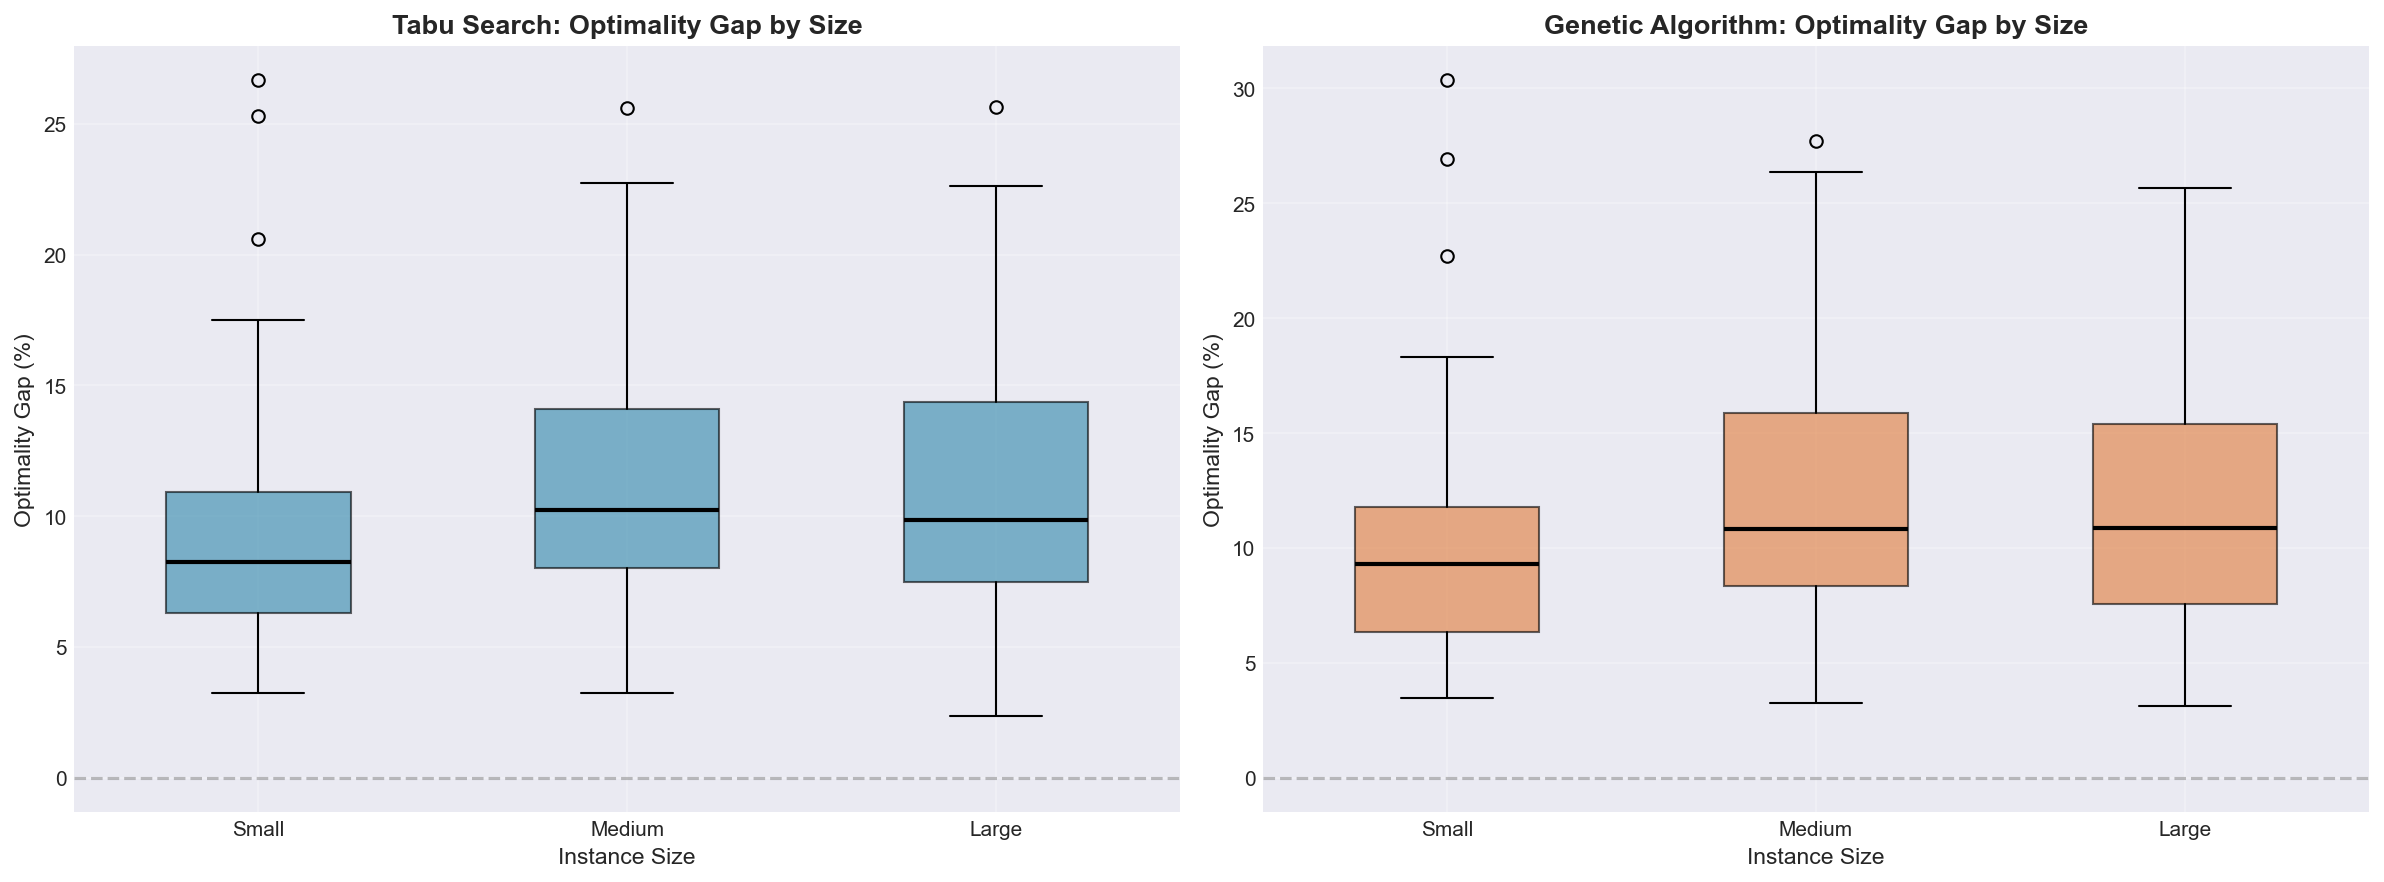 Tabu Search: Optimality Gap by Size
Optimality Gap (%)
25
20
15
10
5
0
Small
Medium
Large
Instance Size
Genetic Algorithm: Optimality Gap by Size
Optimality Gap (%)
30
25
20
15
10
5
0
Small
Medium
Large
Instance Size